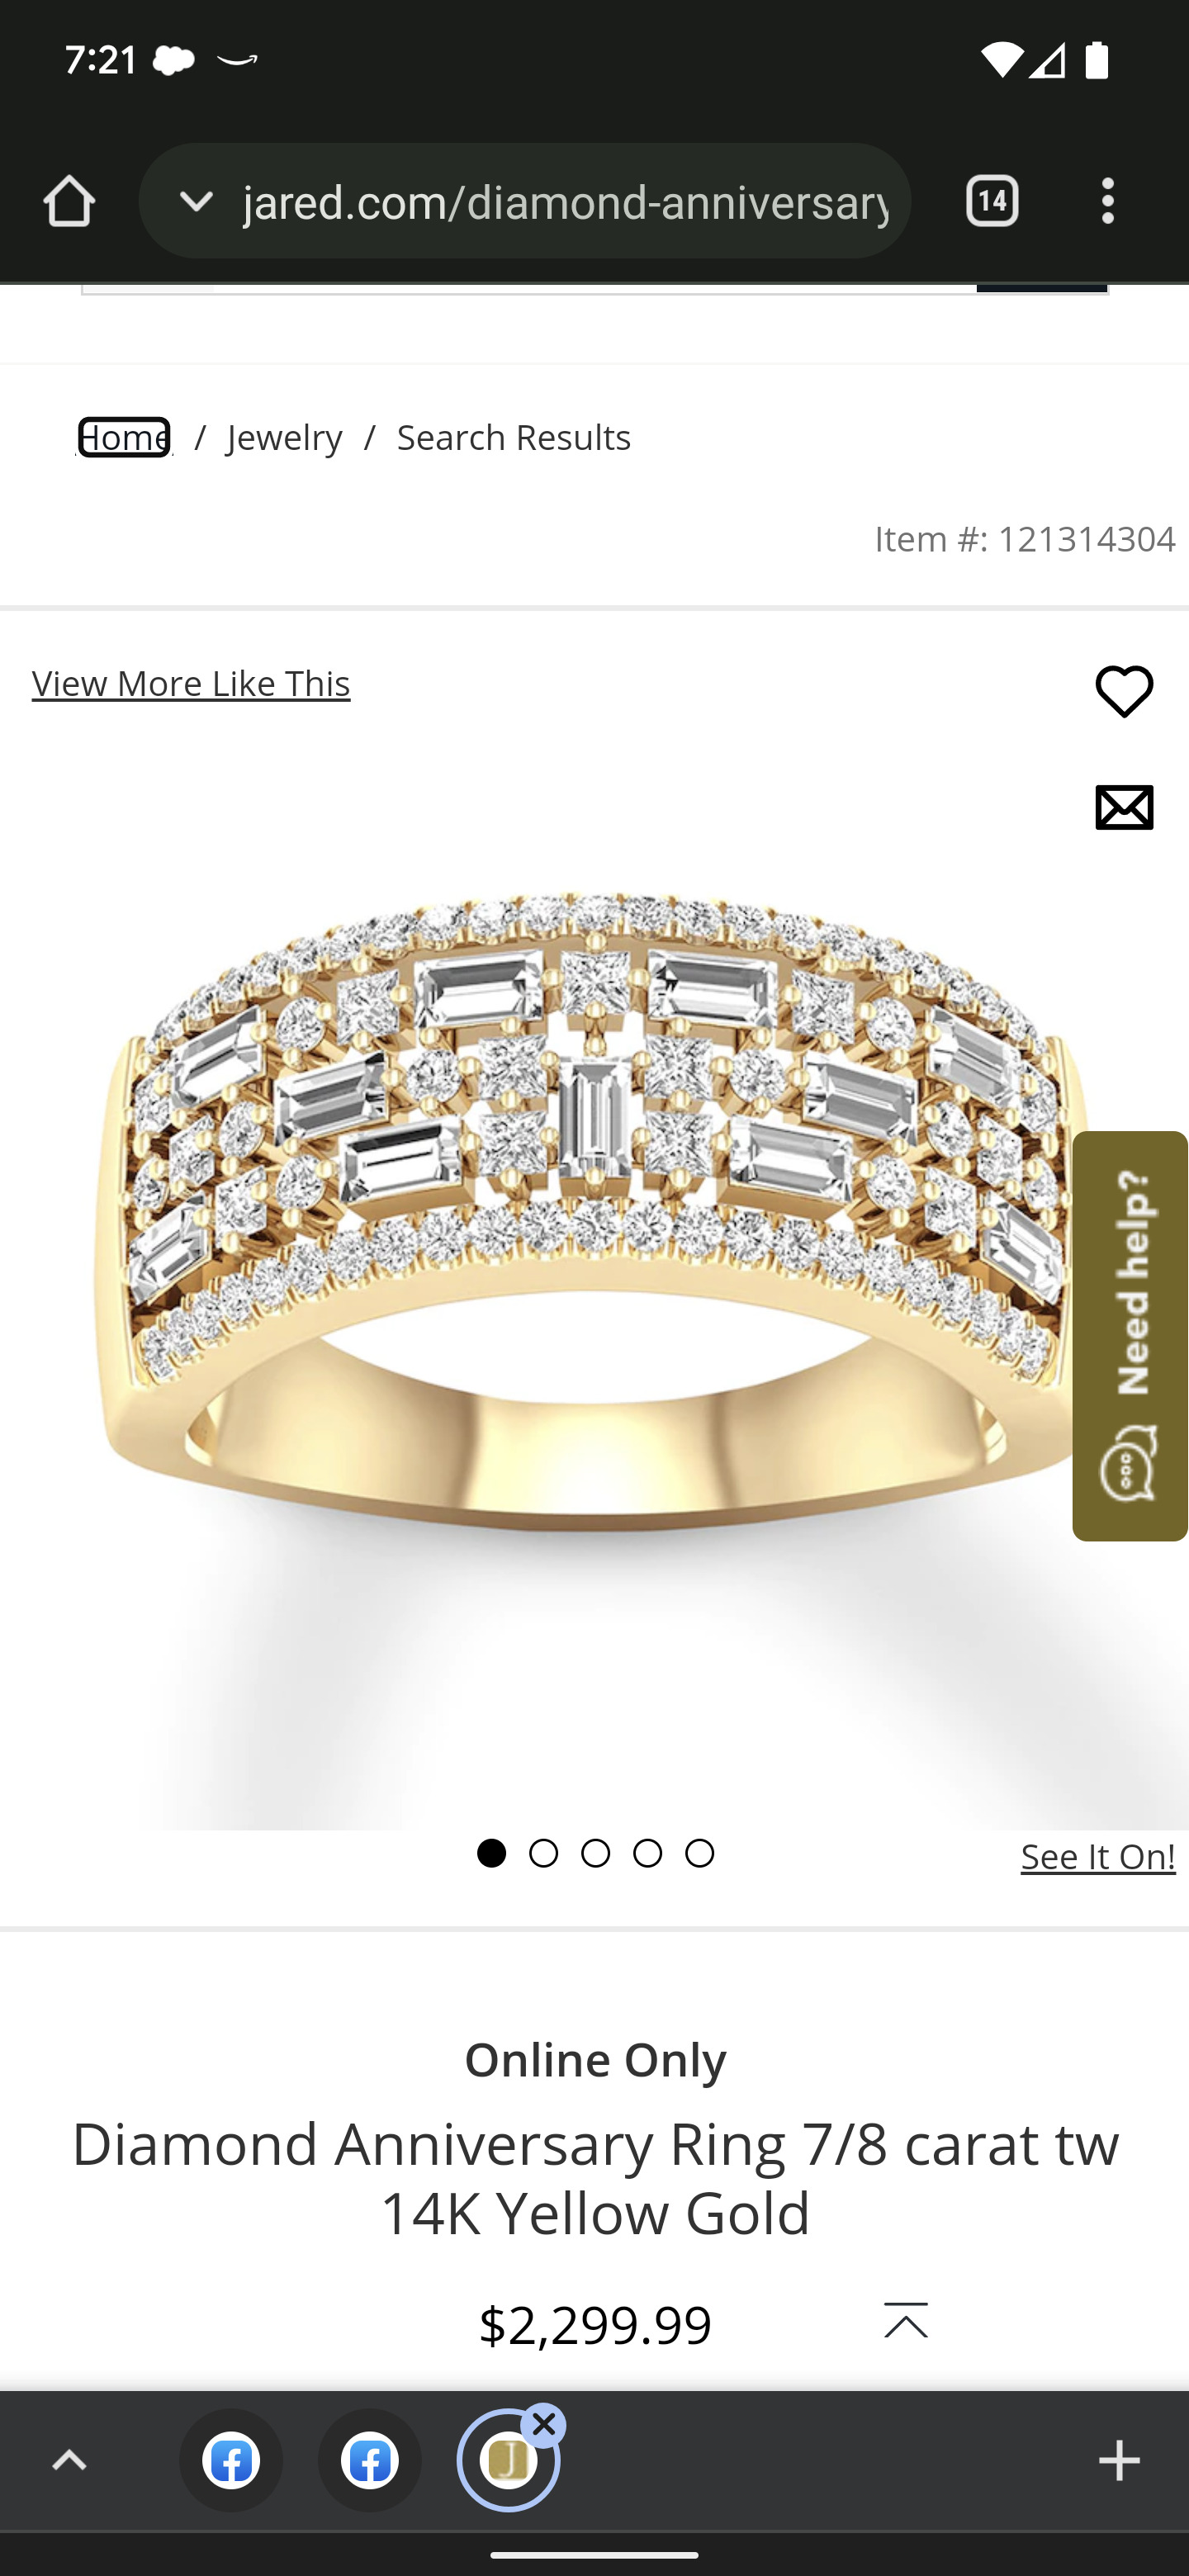 7:21
jared.com/diamond-anniversary
14
Home / Jewelry / Search Results
Item #: 121314304
View More Like This
Need help?
See It On!
Online Only
Diamond Anniversary Ring 7/8 carat tw
14K Yellow Gold
$2,299.99
J